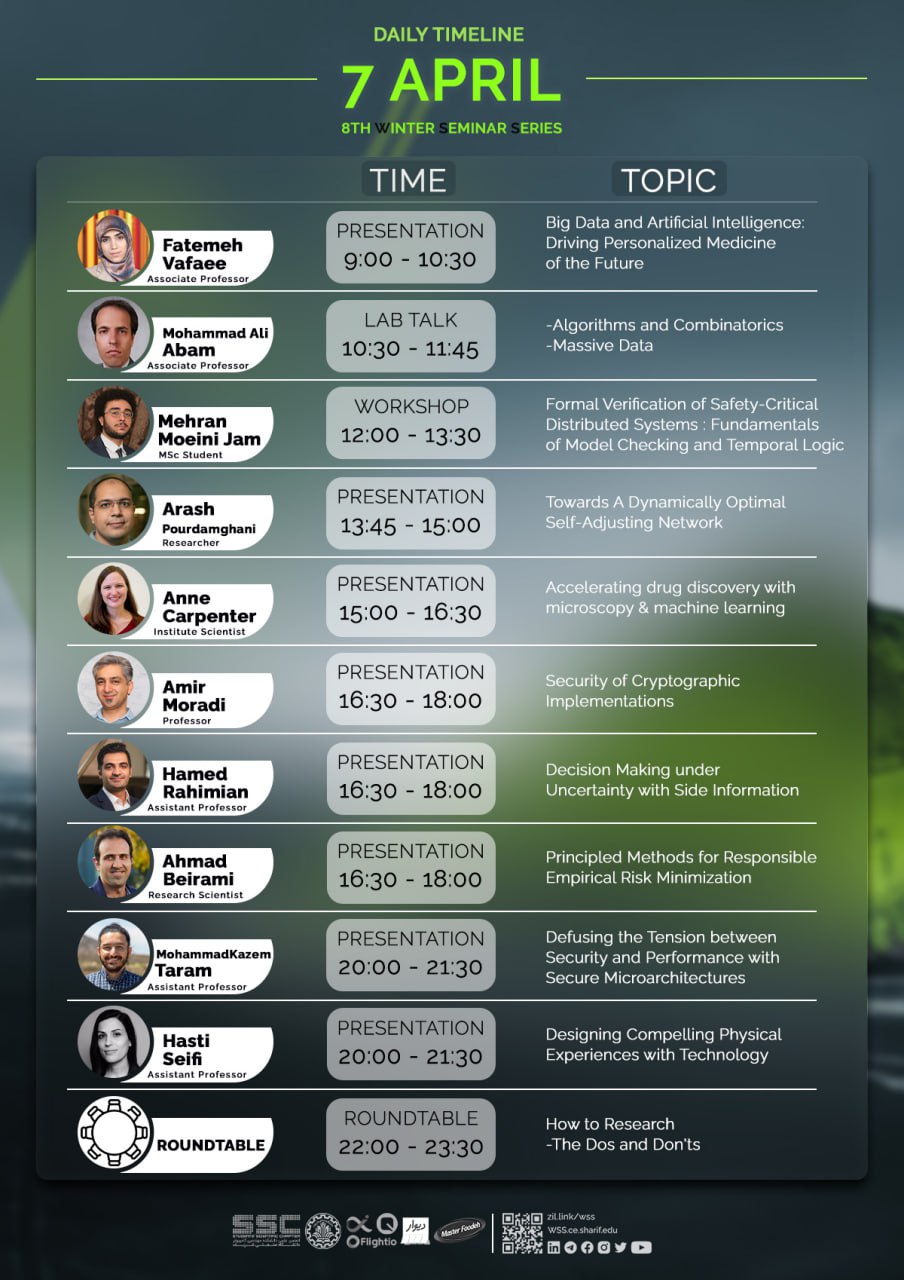 DAILY TIMELINE
7 APRIL
8TH WINTER SEMINAR SERIES
TIME
TOPIC
Fatemeh
Vafaee
Associate Professor
PRESENTATION
9:00 - 10:30
Big Data and Artificial Intelligence:
Driving Personalized Medicine
of the Future
Mohammad Ali
Abam
Associate Professor
LAB TALK
10:30 - 11:45
-Algorithms and Combinatorics
-Massive Data
Mehran
Moeini Jam
MSc Student
WORKSHOP
12:00 - 13:30
Formal Verification of Safety-Critical
Distributed Systems : Fundamentals
of Model Checking and Temporal Logic
Arash
Pourdamghani
Researcher
PRESENTATION
13:45 - 15:00
Towards A Dynamically Optimal
Self-Adjusting Network
Anne
Carpenter
Institute Scientist
PRESENTATION
15:00 - 16:30
Accelerating drug discovery with
microscopy & machine learning
Amir
Moradi
Professor
PRESENTATION
16:30 - 18:00
Security of Cryptographic
Implementations
Hamed
Rahimian
Assistant Professor
PRESENTATION
16:30 - 18:00
Decision Making under
Uncertainty with Side Information
Ahmad
Beirami
Research Scientist
PRESENTATION
16:30 - 18:00
Principled Methods for Responsible
Empirical Risk Minimization
MohammadKazem
Taram
Assistant Professor
PRESENTATION
20:00 - 21:30
Defusing the Tension between
Security and Performance with
Secure Microarchitectures
Hasti
Seifi
Assistant Professor
PRESENTATION
20:00 - 21:30
Designing Compelling Physical
Experiences with Technology
ROUNDTABLE
ROUNDTABLE
22:00 - 23:30
How to Research
-The Dos and Don'ts
SSC
STUDENTS SCIENTIFIC CHAPTER
Flightio
دیوار
Master Foodeh
zil.link/wss
WSS.ce.sharif.edu